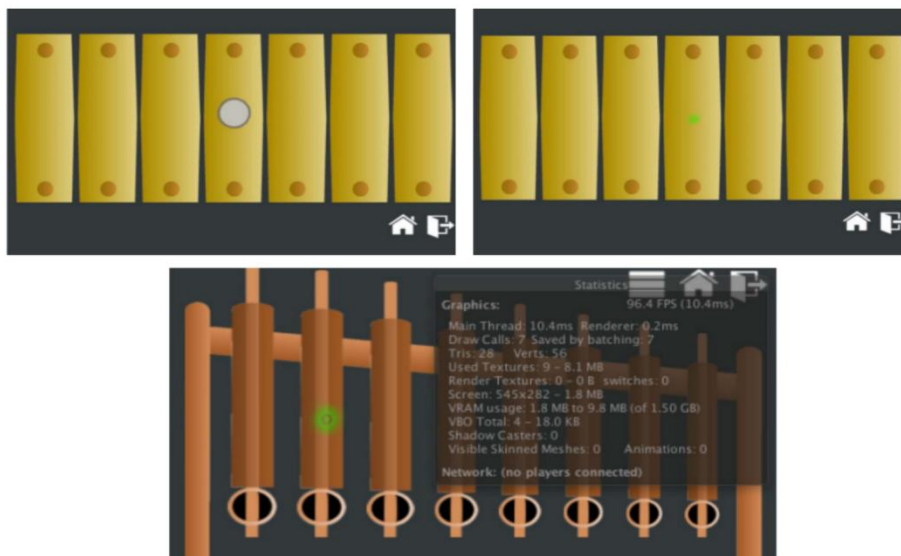 Statistics
Graphics: 96.4 FPS (10.4ms)
Main Thread: 10.4ms Renderer: 0.2ms
Draw Calls: 7 Saved by batching: 7
Tris: 28 Verts: 56
Used Textures: 9 – 8.1 MB
Render Textures: 0 – 0 B switches: 0
Screen: 545x282 – 1.8 MB
VRAM usage: 1.8 MB to 9.8 MB (of 1.50 GB)
VBO Total: 4 – 18.0 KB
Shadow Casters: 0
Visible Skinned Meshes: 0 Animations: 0
Network: (no players connected)